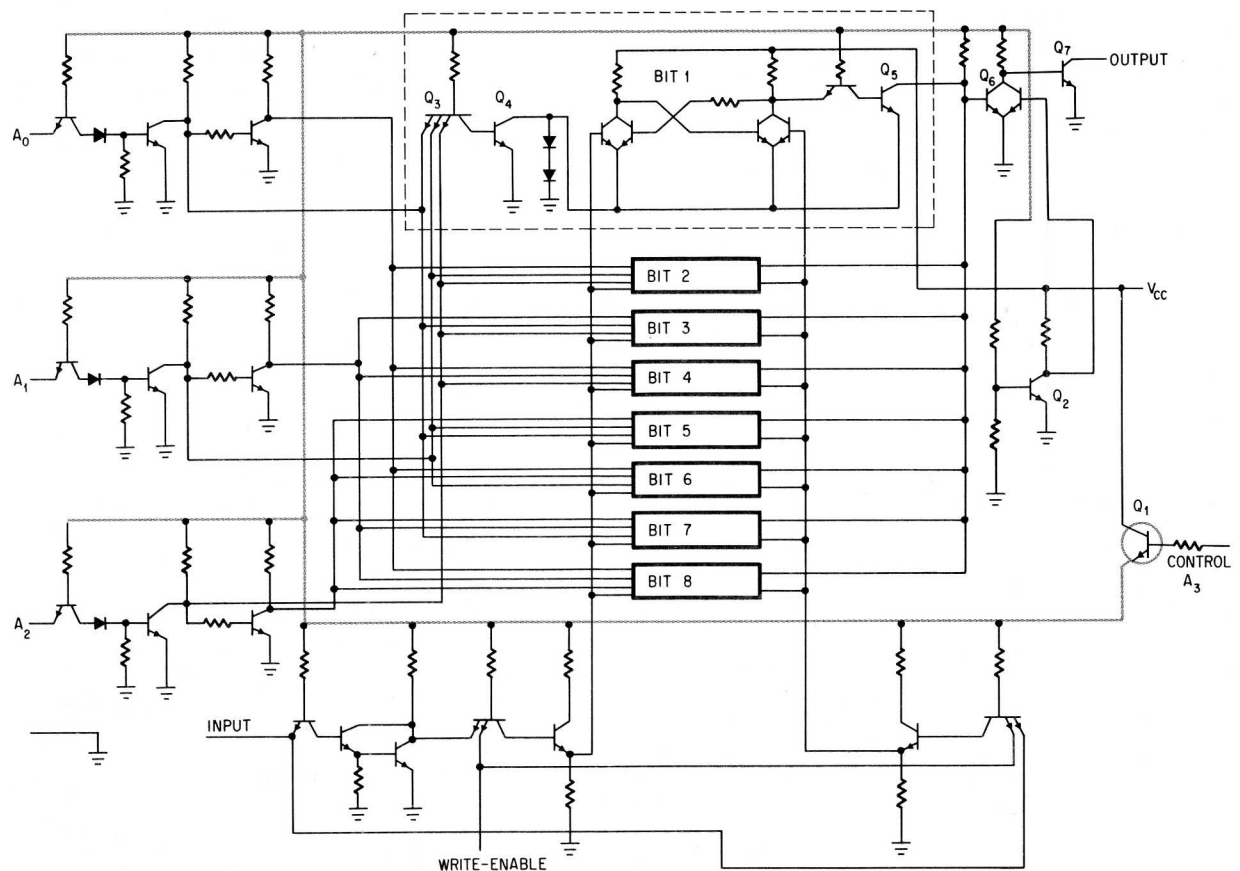 BIT 1
Q7
OUTPUT
Q5
Q6
Q3
Q4
A0
BIT 2
VCC
BIT 3
BIT 4
A1
Q2
BIT 5
BIT 6
Q1
BIT 7
CONTROL
A3
BIT 8
A2
INPUT
WRITE-ENABLE